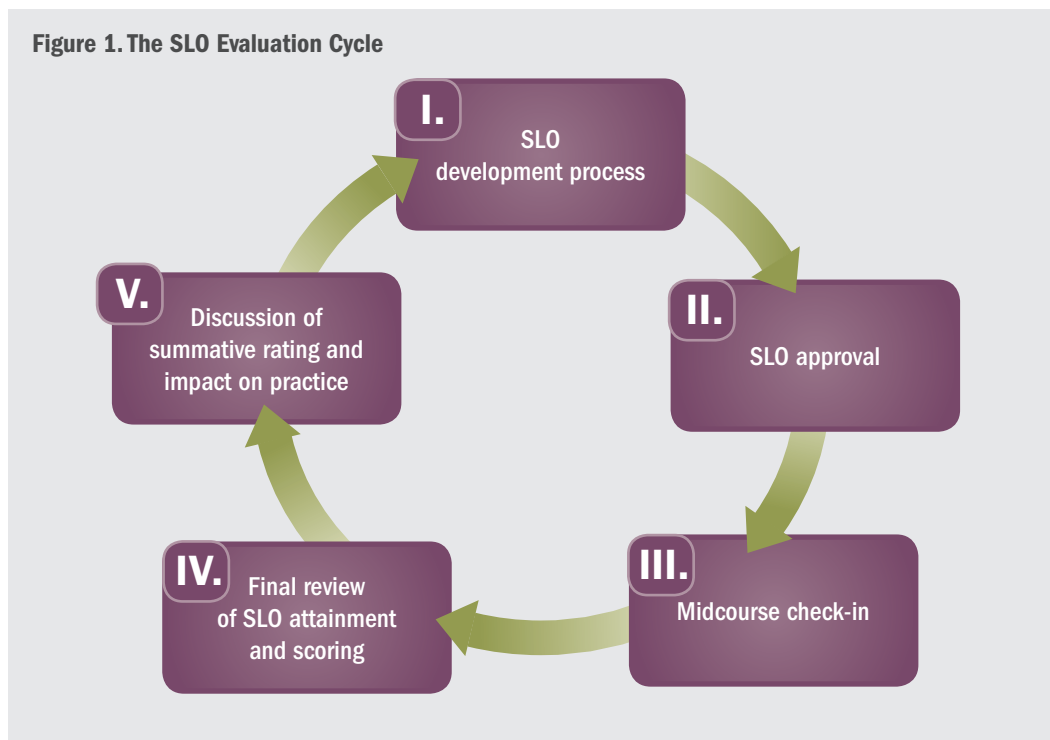 Figure 1. The SLO Evaluation Cycle
I.
SLO
development process
II.
SLO approval
III.
Midcourse check-in
IV.
Final review
of SLO attainment
and scoring
V.
Discussion of
summative rating and
impact on practice